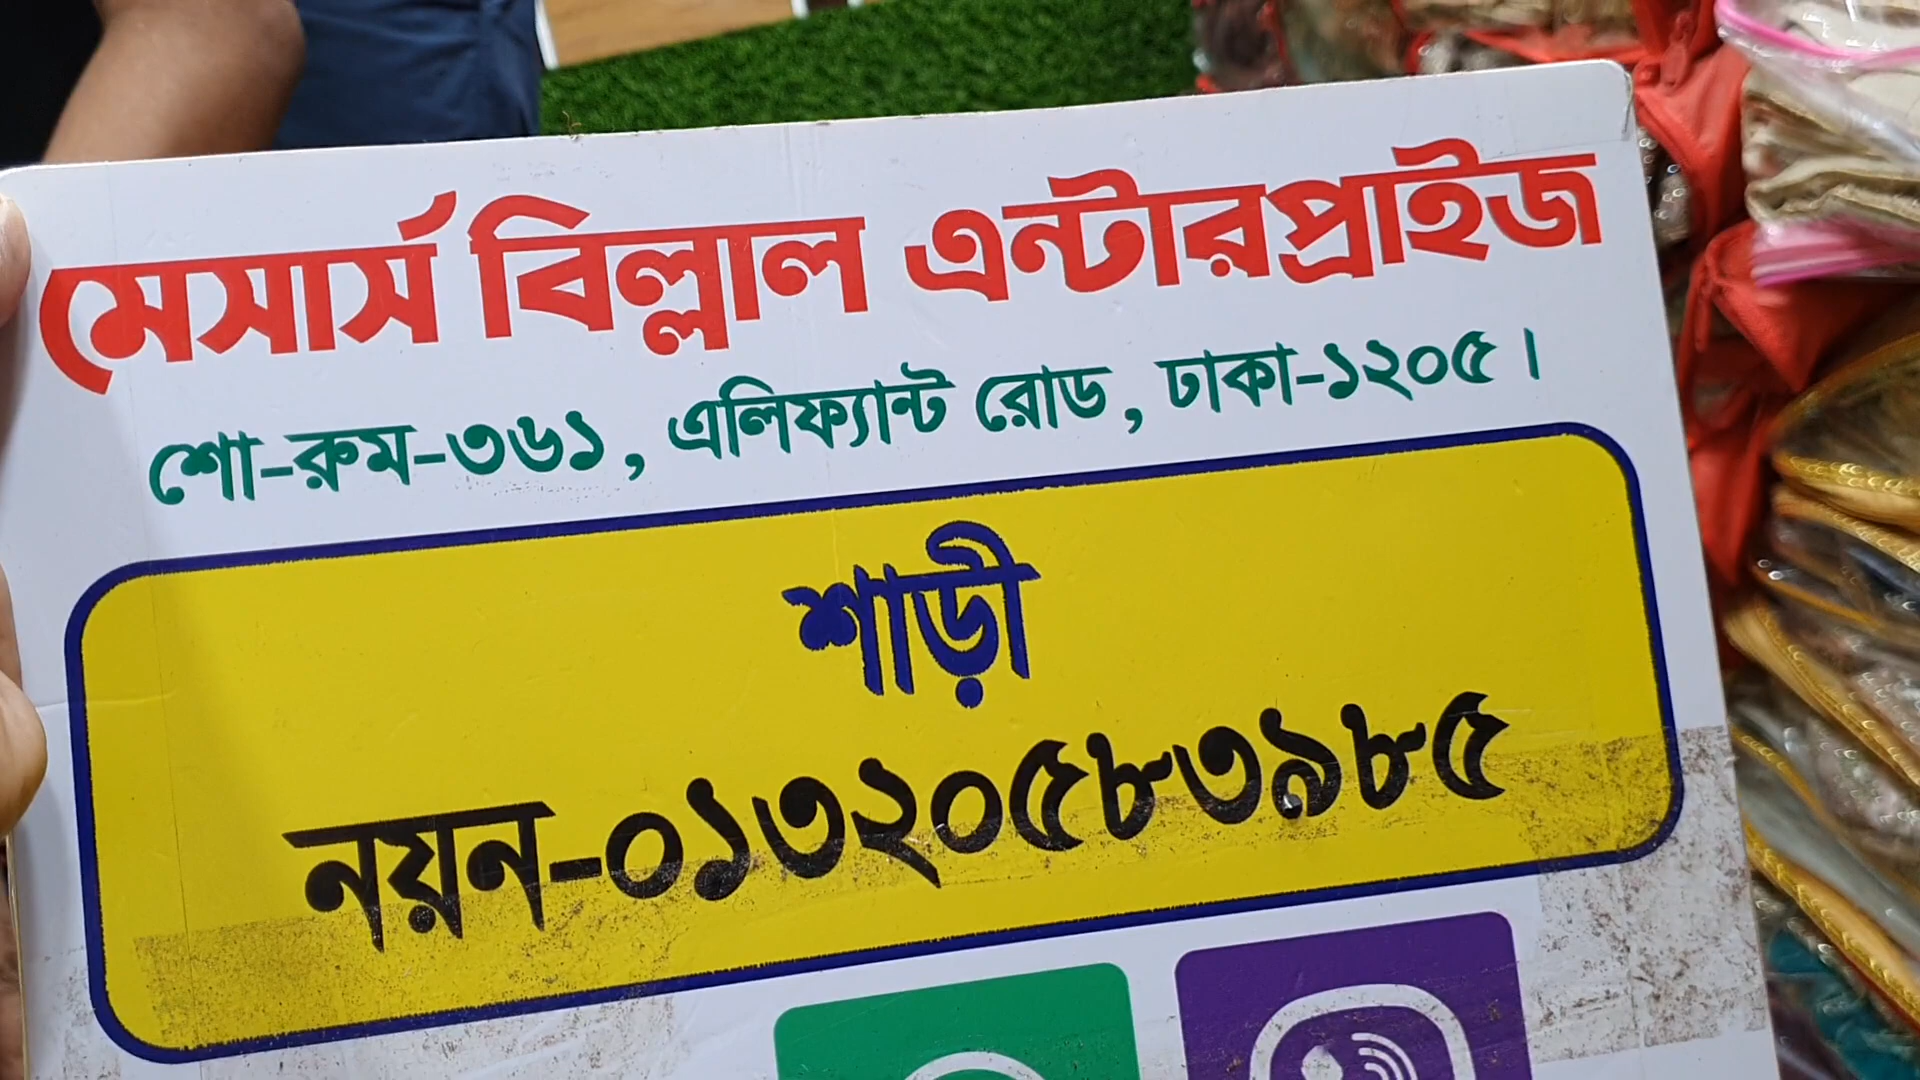 মেসার্স বিল্লাল এন্টারপ্রাইজ
শো-রুম-৩৬১, এলিফ্যান্ট রোড, ঢাকা-১২০৫।
শাড়ী
নয়ন-০১৩২০৫৮৩৯৮৫